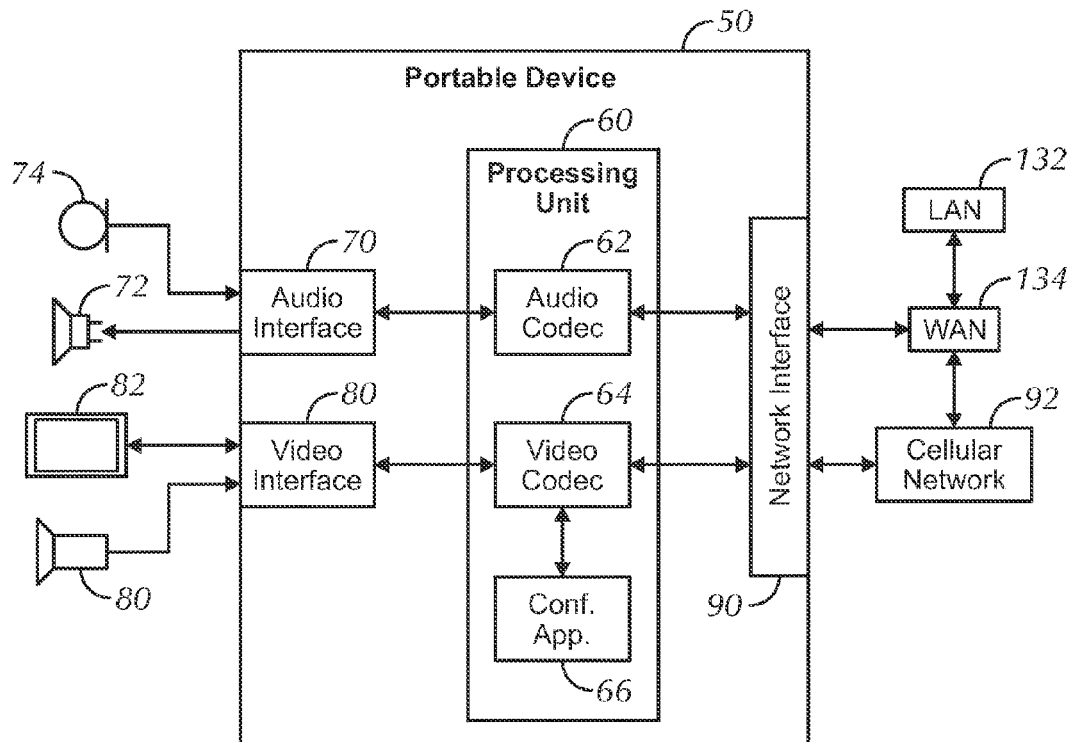 50
Portable Device
60
Processing
Unit
74
132
LAN
70
62
72
134
Audio
Interface
Audio
Codec
WAN
Network Interface
82
80
64
92
Video
Interface
Video
Codec
Cellular
Network
80
Conf.
App.
90
66